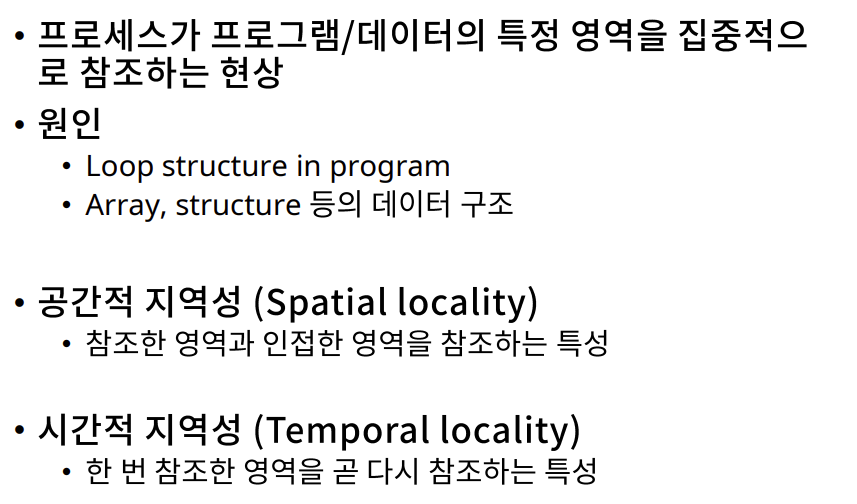 • 프로세스가 프로그램/데이터의 특정 영역을 집중적으
로 참조하는 현상
• 원인
• Loop structure in program
• Array, structure 등의 데이터 구조
• 공간적 지역성 (Spatial locality)
• 참조한 영역과 인접한 영역을 참조하는 특성
• 시간적 지역성 (Temporal locality)
• 한 번 참조한 영역을 곧 다시 참조하는 특성